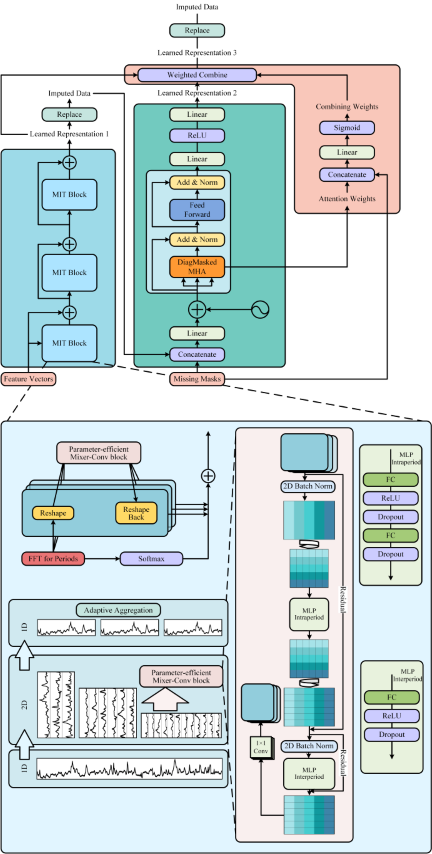 Imputed Data
Replace
Learned Representation 3
Weighted Combine
Imputed Data
Learned Representation 2
Combining Weights
Replace
Linear
Sigmoid
Learned Representation 1
ReLU
Linear
Linear
Concatenate
MIT Block
Add & Norm
Attention Weights
Feed
Forward
Add & Norm
MIT Block
DiagMasked
MHA
Linear
MIT Block
Concatenate
Feature Vectors
Missing Masks
Parameter-efficient
Mixer-Conv block
Reshape
Reshape
Back
FFT for Periods
Softmax
Adaptive Aggregation
1D
2D
Parameter-efficient
Mixer-Conv block
1D
2D Batch Norm
Residual
MLP
Intraperiod
1×1
Conv
2D Batch Norm
Residual
MLP
Interperiod
MLP
Intraperiod
FC
ReLU
Dropout
FC
Dropout
MLP
Interperiod
FC
ReLU
Dropout